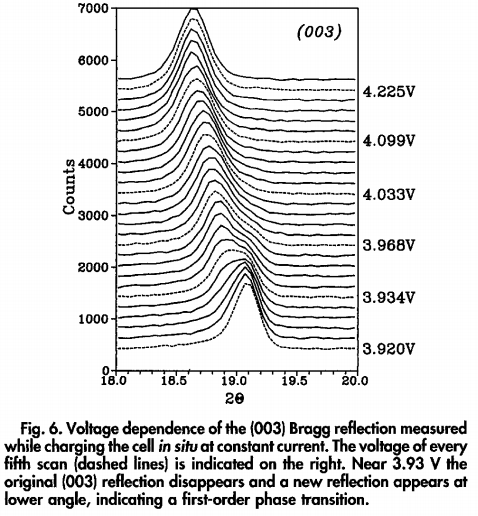 7000
(003)
6000
4.225V
5000
4.099V
4000
4.033V
3000
3.968V
2000
3.934V
1000
3.920V
0
Counts
18.0 18.5 19.0 19.5 20.0
2θ
Fig. 6. Voltage dependence of the (003) Bragg reflection measured
while charging the cell in situ at constant current. The voltage of every
fifth scan (dashed lines) is indicated on the right. Near 3.93 V the
original (003) reflection disappears and a new reflection appears at
lower angle, indicating a first-order phase transition.